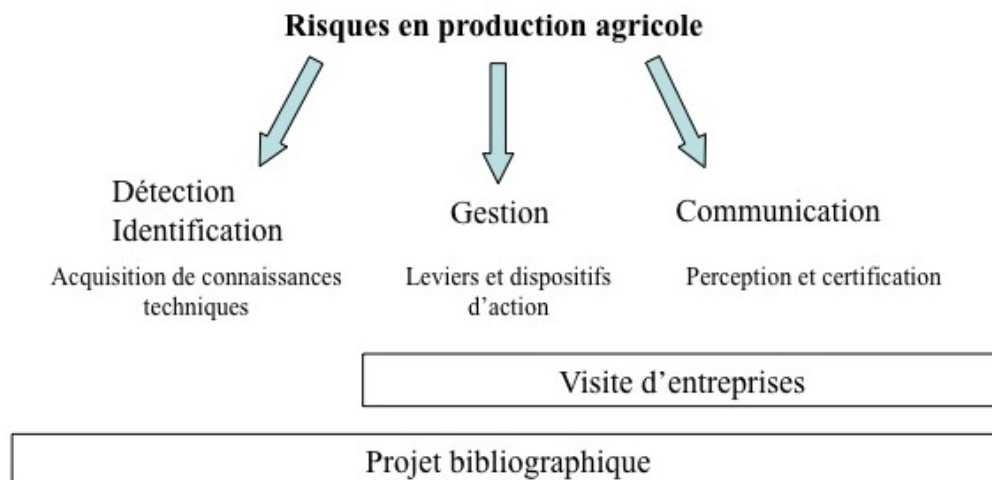 Risques en production agricole
Détection
Identification
Acquisition de connaissances
techniques
Gestion
Leviers et dispositifs
d'action
Communication
Perception et certification
Visite d'entreprises
Projet bibliographique